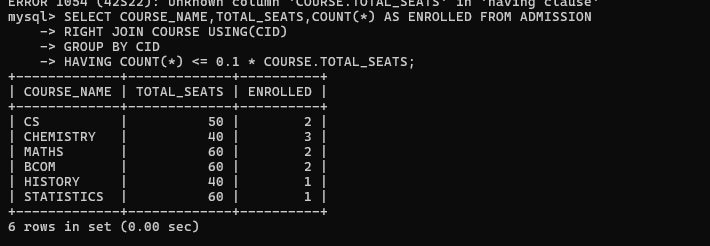 ERROR 1054 (42S22): Unknown column 'COURSE.TOTAL_SEATS' in 'having clause'
mysql> SELECT COURSE_NAME,TOTAL_SEATS,COUNT(*) AS ENROLLED FROM ADMISSION
    -> RIGHT JOIN COURSE USING(CID)
    -> GROUP BY CID
    -> HAVING COUNT(*) <= 0.1 * COURSE.TOTAL_SEATS;
+-------------+-------------+----------+
| COURSE_NAME | TOTAL_SEATS | ENROLLED |
+-------------+-------------+----------+
| CS          |          50 |        2 |
| CHEMISTRY   |          40 |        3 |
| MATHS       |          60 |        2 |
| BCOM        |          60 |        2 |
| HISTORY     |          40 |        1 |
| STATISTICS  |          60 |        1 |
+-------------+-------------+----------+
6 rows in set (0.00 sec)